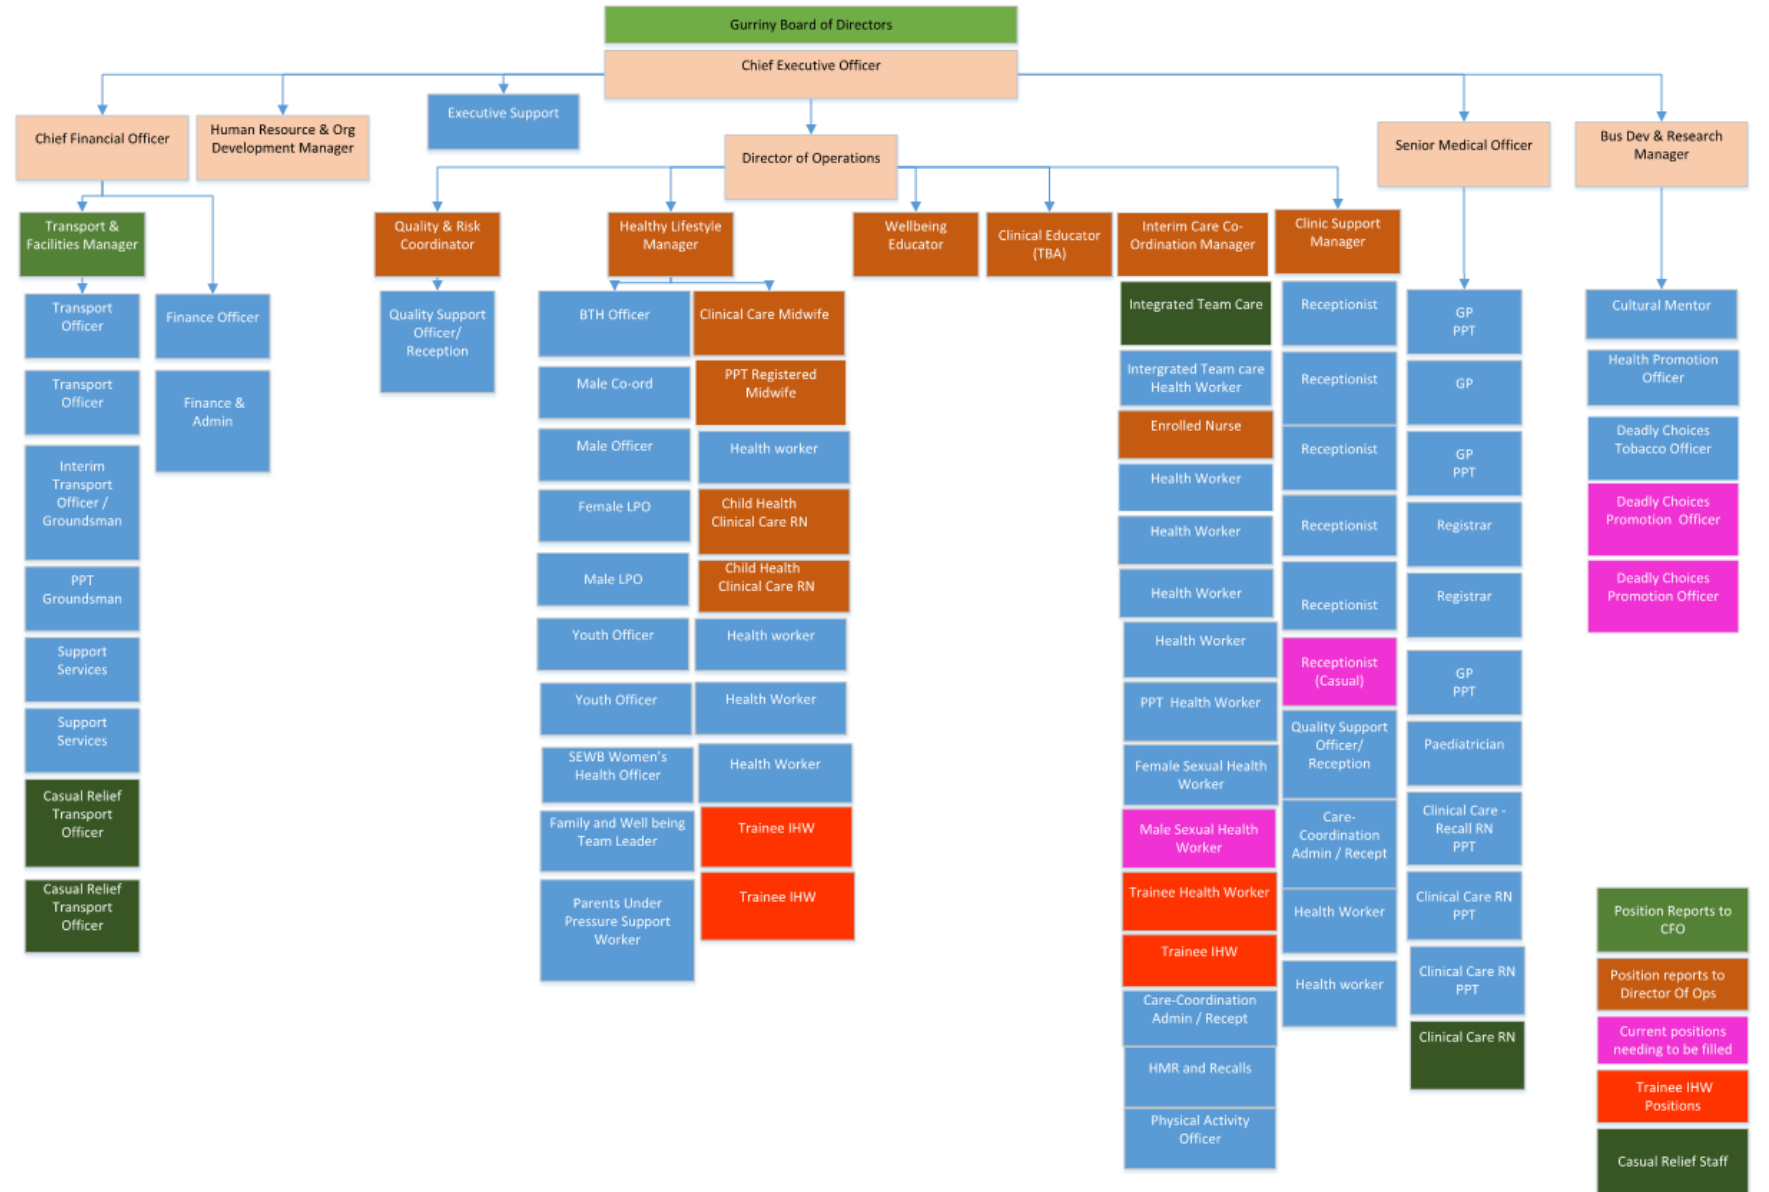 Gurriny Board of Directors
Chief Executive Officer
Executive Support
Chief Financial Officer
Human Resource & Org
Development Manager
Director of Operations
Senior Medical Officer
Bus Dev & Research
Manager
Transport &
Facilities Manager
Transport
Officer
Transport
Officer
Interim
Transport
Officer /
Groundsman
PPT
Groundsman
Support
Services
Support
Services
Casual Relief
Transport
Officer
Casual Relief
Transport
Officer
Finance Officer
Finance &
Admin
Quality & Risk
Coordinator
Quality Support
Officer/
Reception
Healthy Lifestyle
Manager
BTH Officer
Male Co-ord
Male Officer
Female LPO
Male LPO
Youth Officer
Youth Officer
SEWB Women's
Health Officer
Family and Well being
Team Leader
Parents Under
Pressure Support
Worker
Clinical Care Midwife
PPT Registered
Midwife
Health worker
Child Health
Clinical Care RN
Child Health
Clinical Care RN
Health worker
Health Worker
Health Worker
Trainee IHW
Trainee IHW
Wellbeing
Educator
Clinical Educator
(TBA)
Interim Care Co-
Ordination Manager
Integrated Team Care
Intergrated Team care
Health Worker
Enrolled Nurse
Health Worker
Health Worker
Health Worker
Health Worker
PPT Health Worker
Female Sexual Health
Worker
Male Sexual Health
Worker
Trainee Health Worker
Trainee IHW
Care-Coordination
Admin / Recept
HMR and Recalls
Physical Activity
Officer
Clinic Support
Manager
Receptionist
Receptionist
Receptionist
Receptionist
Receptionist
Receptionist
(Casual)
Quality Support
Officer/
Reception
Care-
Coordination
Admin / Recept
Health Worker
Health worker
GP
PPT
GP
GP
PPT
Registrar
Registrar
GP
PPT
Paediatrician
Clinical Care -
Recall RN
PPT
Clinical Care RN
PPT
Clinical Care RN
PPT
Clinical Care RN
Cultural Mentor
Health Promotion
Officer
Deadly Choices
Tobacco Officer
Deadly Choices
Promotion Officer
Deadly Choices
Promotion Officer
Position Reports to
CFO
Position reports to
Director Of Ops
Current positions
needing to be filled
Trainee IHW
Positions
Casual Relief Staff